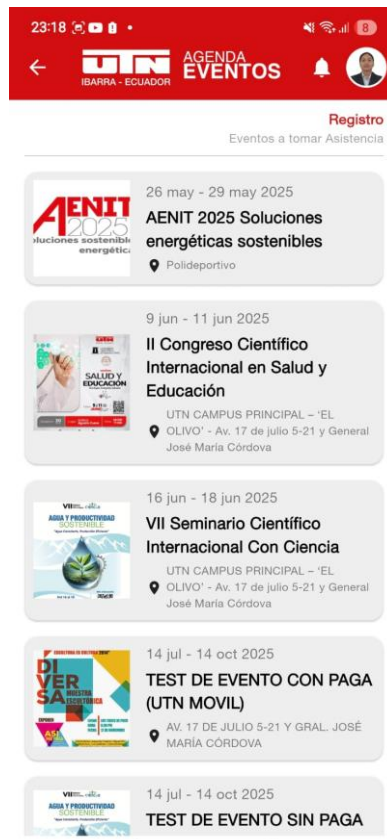 23:18
8
UTN
IBARRA - ECUADOR
AGENDA
EVENTOS
Registro
Eventos a tomar Asistencia
AENIT
2025
oluciones sostenible
energétic
26 may - 29 may 2025
AENIT 2025 Soluciones
energéticas sostenibles
Polideportivo
9 jun - 11 jun 2025
II Congreso Científico
Internacional en Salud y
Educación
UTN CAMPUS PRINCIPAL – ‘EL
OLIVO’ - Av. 17 de julio 5-21 y General
José María Córdova
SALUD Y
EDUCACIÓN
16 jun - 18 jun 2025
VII Seminario Científico
Internacional Con Ciencia
UTN CAMPUS PRINCIPAL – ‘EL
OLIVO’ - Av. 17 de julio 5-21 y General
José María Córdova
AGUA Y PRODUCTIVIDAD
SOSTENIBLE
14 jul - 14 oct 2025
TEST DE EVENTO CON PAGA
(UTN MOVIL)
AV. 17 DE JULIO 5-21 Y GRAL. JOSÉ
MARÍA CÓRDOVA
DI
VER
SA
MUESTRA
ESCULTÓRICA
14 jul - 14 oct 2025
TEST DE EVENTO SIN PAGA
AGUA Y PRODUCTIVIDAD
SOSTENIBLE